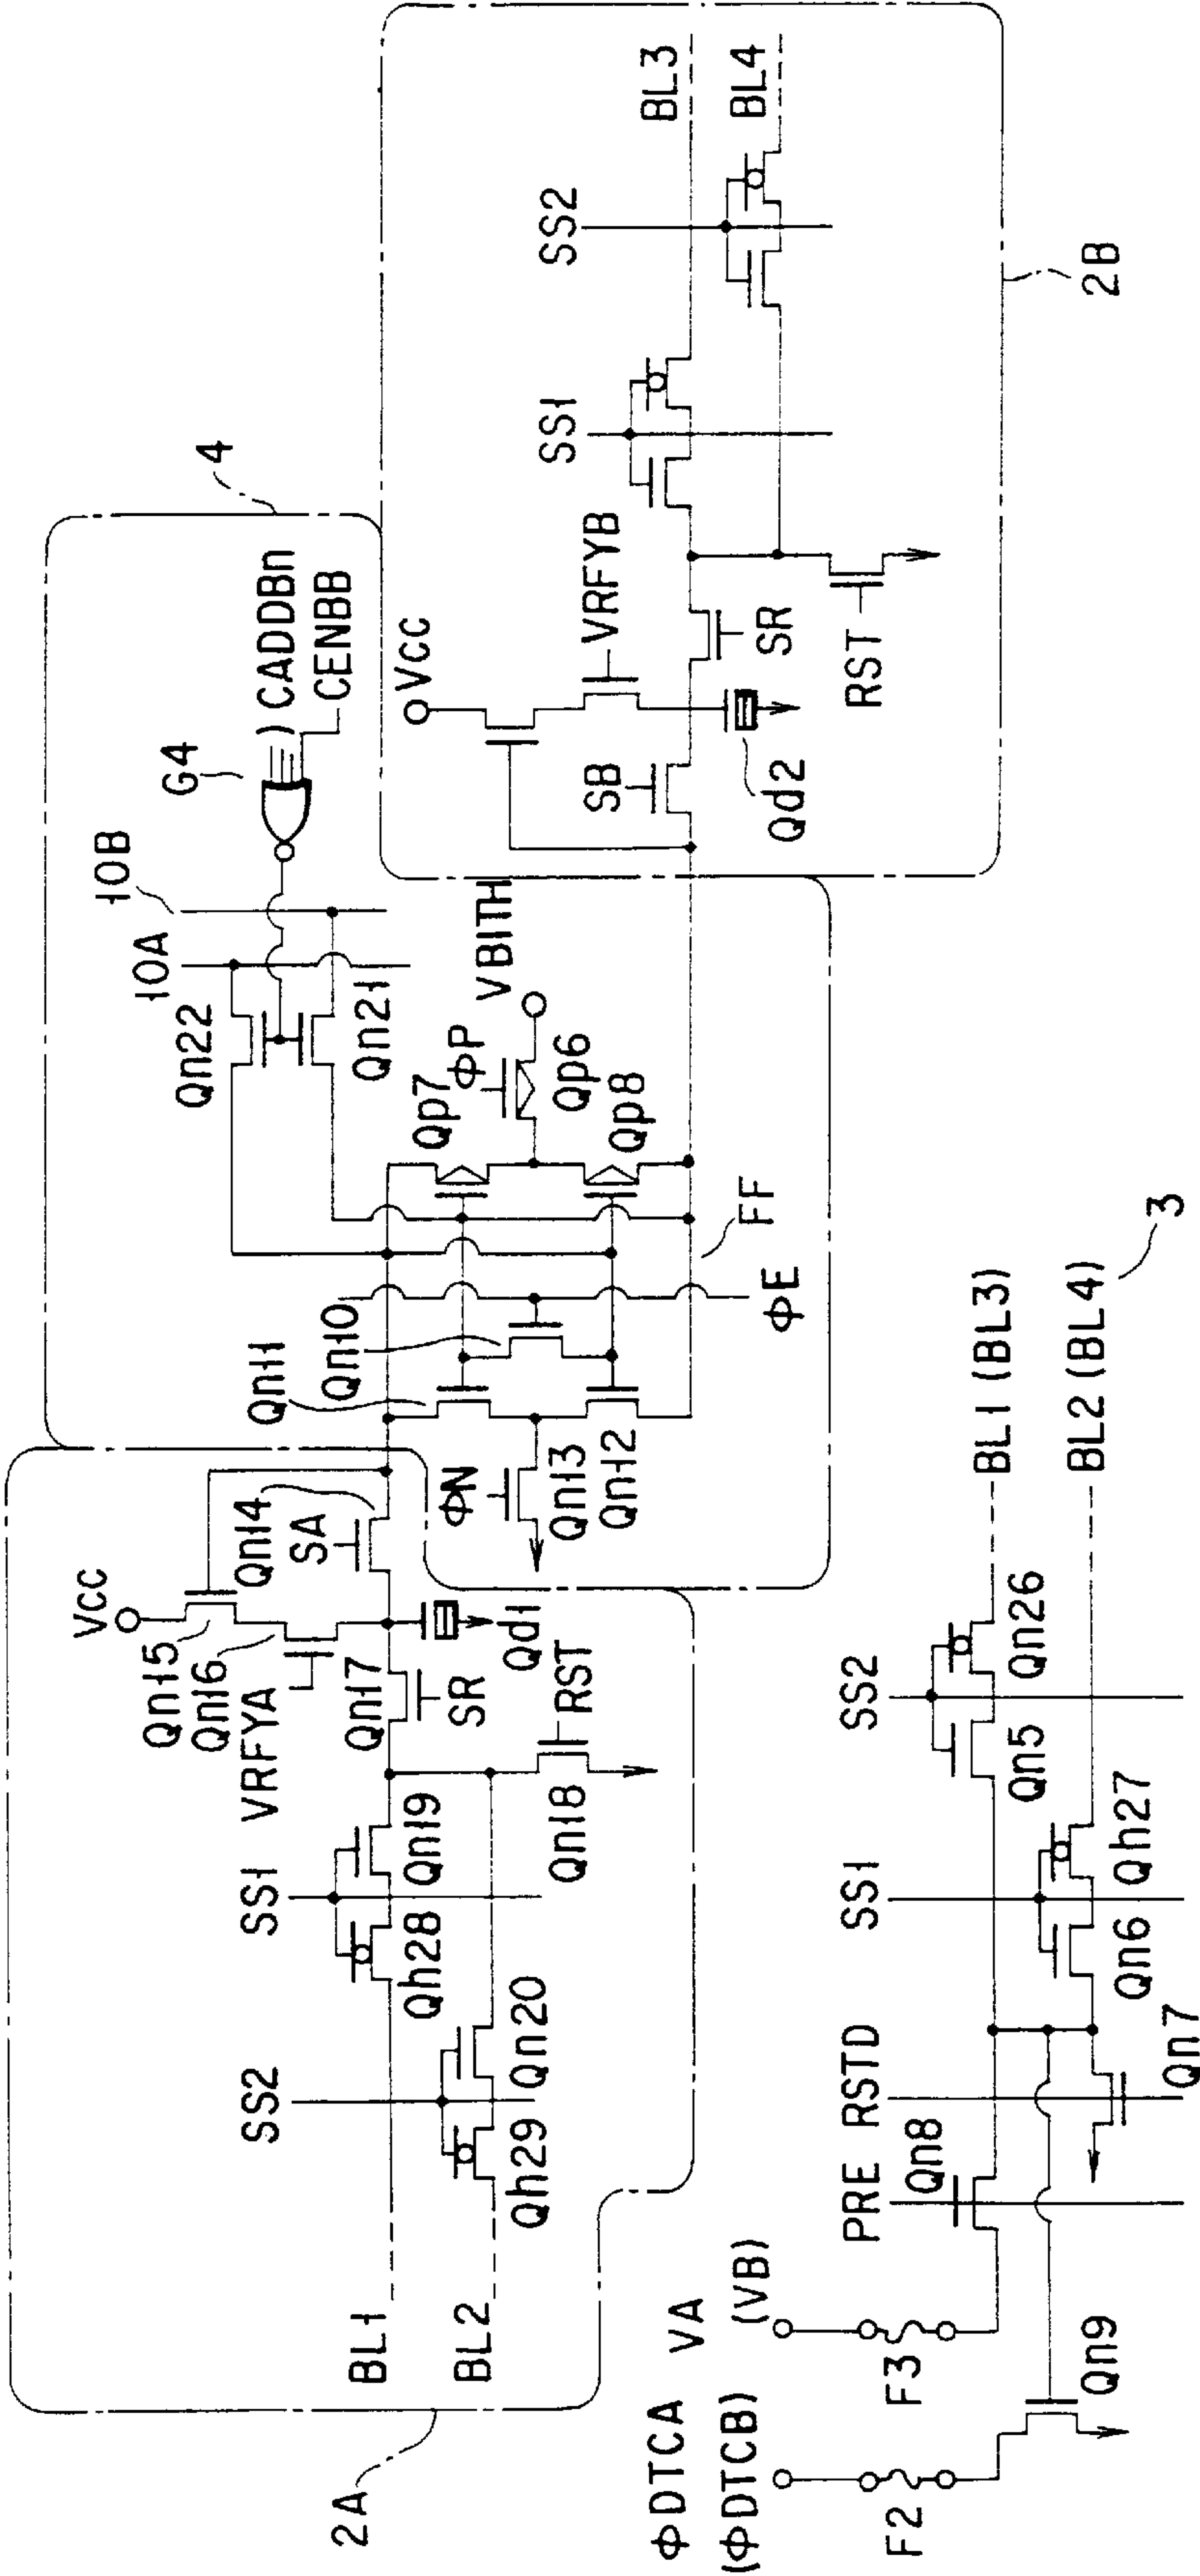 2A
BL1
BL2
SS2
SS1
Qh29
Qn20
Qh28
Qn19
VRFYA
Qn16
Qn15
VCC
Qn17
SR
Qn18
RST
Qd1
SA
Qn14
ΦN
Qn13
Qn12
Qn11
Qn10
ΦE
FF
Qn22
Qn21
10A
10B
Qp7
ΦP
Qp6
Qp8
VBITH
G4
CADDBn
CENBB
4
VCC
SB
Qd2
VRFYB
SR
RST
SS1
SS2
BL3
BL4
2B
ΦDTCA
(ΦDTCB)
VA
(VB)
F2
F3
Qn9
PRE
RSTD
Qn8
Qn7
SS1
SS2
Qn6
Qh27
Qn5
Qn26
BL1 (BL3)
BL2 (BL4)
3